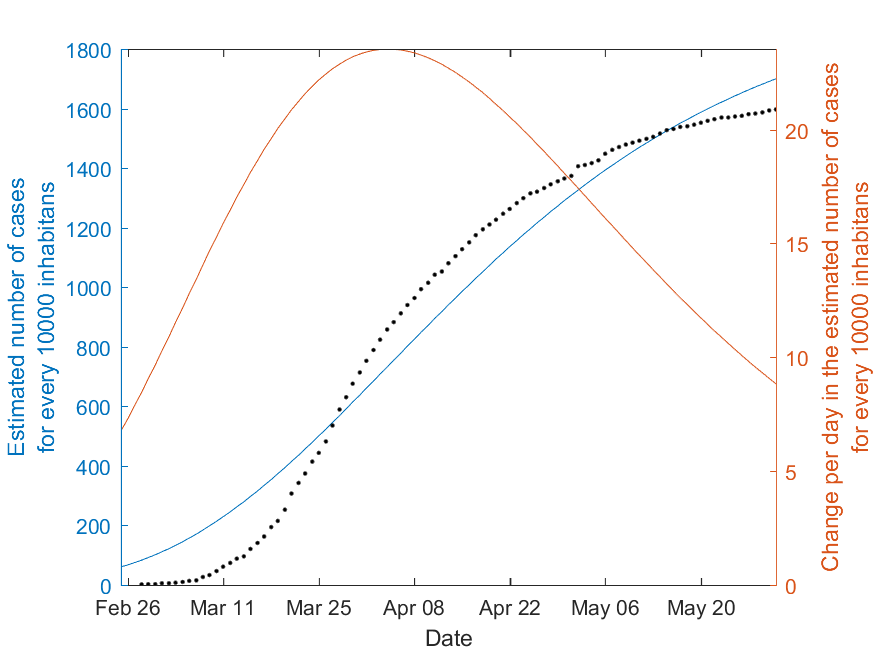 Estimated number of cases
for every 10000 inhabitans
1800
1600
1400
1200
1000
800
600
400
200
0
Feb 26 Mar 11 Mar 25 Apr 08 Apr 22 May 06 May 20
Date
20
15
10
5
0
Change per day in the estimated number of cases
for every 10000 inhabitans